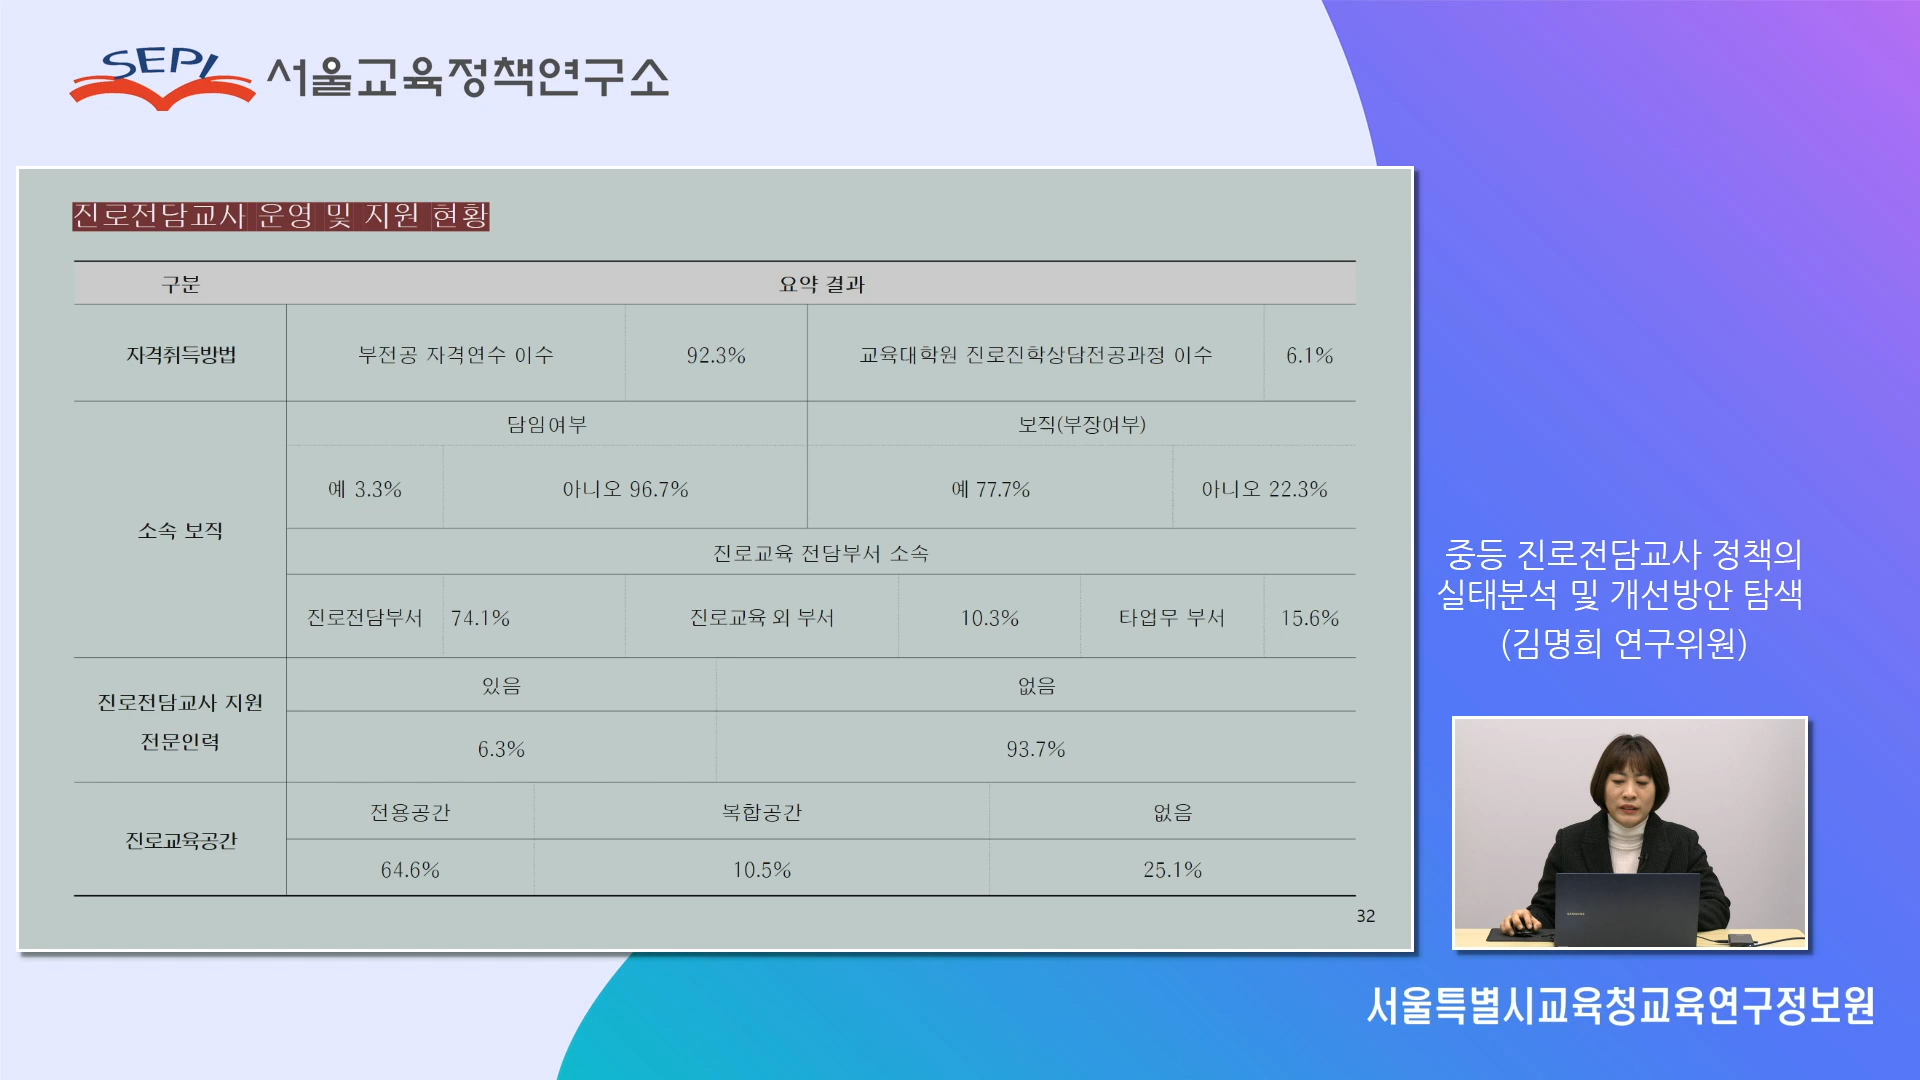 SEPI 서울교육정책연구소
진로전담교사 운영 및 지원 현황
구분 요약 결과
자격취득방법 부전공 자격연수 이수 92.3% 교육대학원 진로진학상담전공과정 이수 6.1%
담임여부 보직(부장여부)
예 3.3% 아니오 96.7% 예 77.7% 아니오 22.3%
소속 보직
진로교육 전담부서 소속
진로전담부서 74.1% 진로교육 외 부서 10.3% 타업무 부서 15.6%
진로전담교사 지원
전문인력
있음 없음
6.3% 93.7%
진로교육공간
전용공간 복합공간 없음
64.6% 10.5% 25.1%
32
중등 진로전담교사 정책의
실태분석 및 개선방안 탐색
(김명희 연구위원)
SAMSUNG
서울특별시교육청교육연구정보원